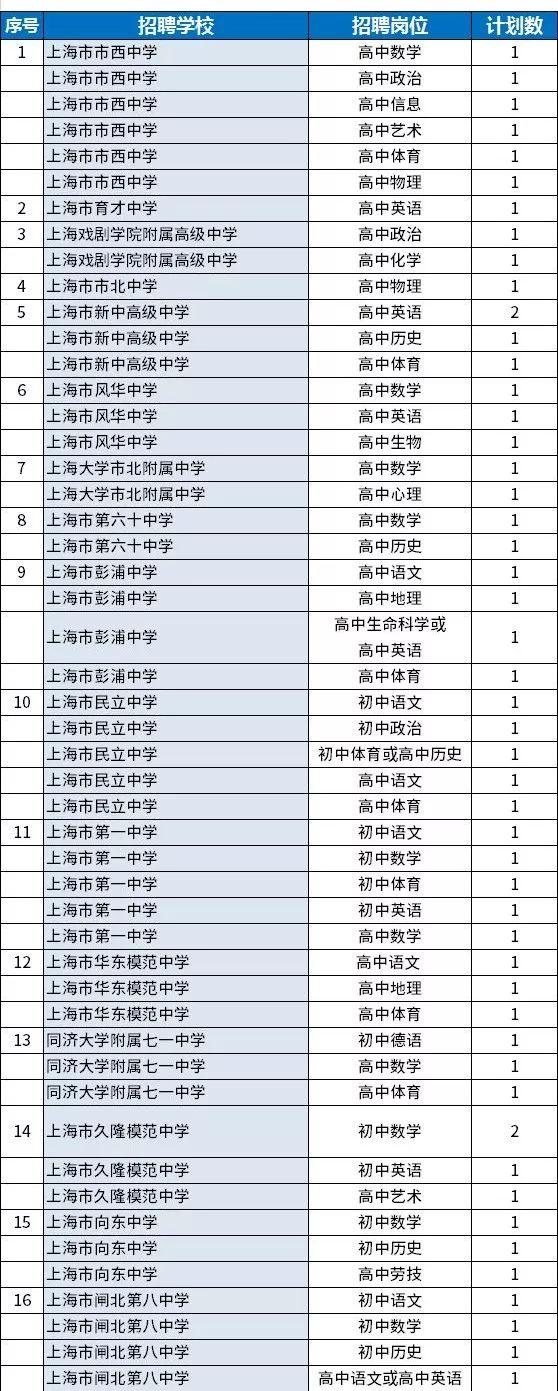 序号 招聘学校 招聘岗位 计划数
1 上海市市西中学 高中数学 1
上海市市西中学 高中政治 1
上海市市西中学 高中信息 1
上海市市西中学 高中艺术 1
上海市市西中学 高中体育 1
上海市市西中学 高中物理 1
2 上海市育才中学 高中英语 1
3 上海戏剧学院附属高级中学 高中政治 1
上海戏剧学院附属高级中学 高中化学 1
4 上海市市北中学 高中物理 1
5 上海市新中高级中学 高中英语 2
上海市新中高级中学 高中历史 1
上海市新中高级中学 高中体育 1
6 上海市风华中学 高中数学 1
上海市风华中学 高中英语 1
上海市风华中学 高中生物 1
7 上海大学市北附属中学 高中数学 1
上海大学市北附属中学 高中心理 1
8 上海市第六十中学 高中数学 1
上海市第六十中学 高中历史 1
9 上海市彭浦中学 高中语文 1
上海市彭浦中学 高中地理 1
上海市彭浦中学 高中生命科学或 1
高中英语
上海市彭浦中学 高中体育 1
10 上海市民立中学 初中语文 1
上海市民立中学 初中政治 1
上海市民立中学 初中体育或高中历史 1
上海市民立中学 高中语文 1
上海市民立中学 高中体育 1
11 上海市第一中学 初中语文 1
上海市第一中学 初中数学 1
上海市第一中学 初中体育 1
上海市第一中学 初中英语 1
上海市第一中学 高中数学 1
12 上海市华东模范中学 高中语文 1
上海市华东模范中学 高中地理 1
上海市华东模范中学 高中体育 1
13 同济大学附属七一中学 初中德语 1
同济大学附属七一中学 高中数学 1
同济大学附属七一中学 高中体育 1
14 上海市久隆模范中学 初中数学 2
上海市久隆模范中学 初中英语 1
上海市久隆模范中学 高中艺术 1
15 上海市向东中学 初中数学 1
上海市向东中学 初中历史 1
上海市向东中学 高中劳技 1
16 上海市闸北第八中学 初中语文 1
上海市闸北第八中学 初中数学 1
上海市闸北第八中学 初中历史 1
上海市闸北第八中学 高中语文或高中英语 1